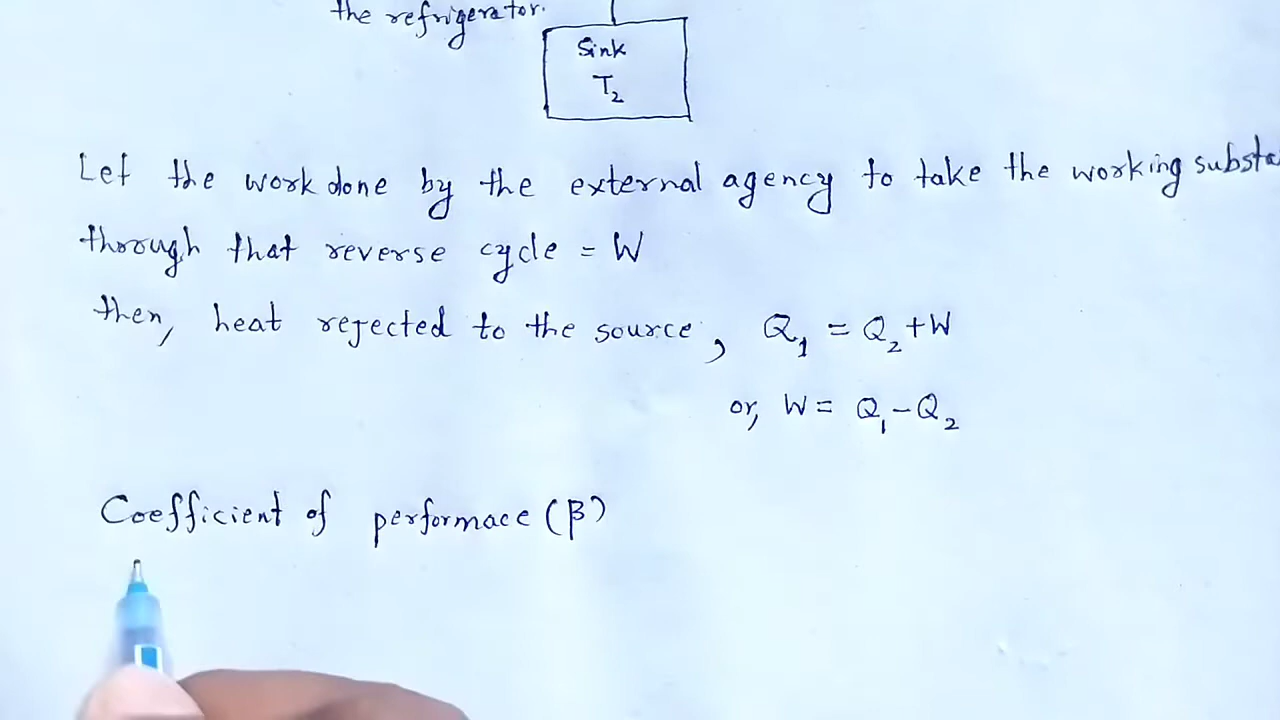 the refrigerator.
Sink
T₂
Let the work done by the external agency to take the working
through that reverse cycle = W
then, heat rejected to the source, Q₁ = Q₂+W
or, W = Q₁-Q₂
Coefficient of performace (β)